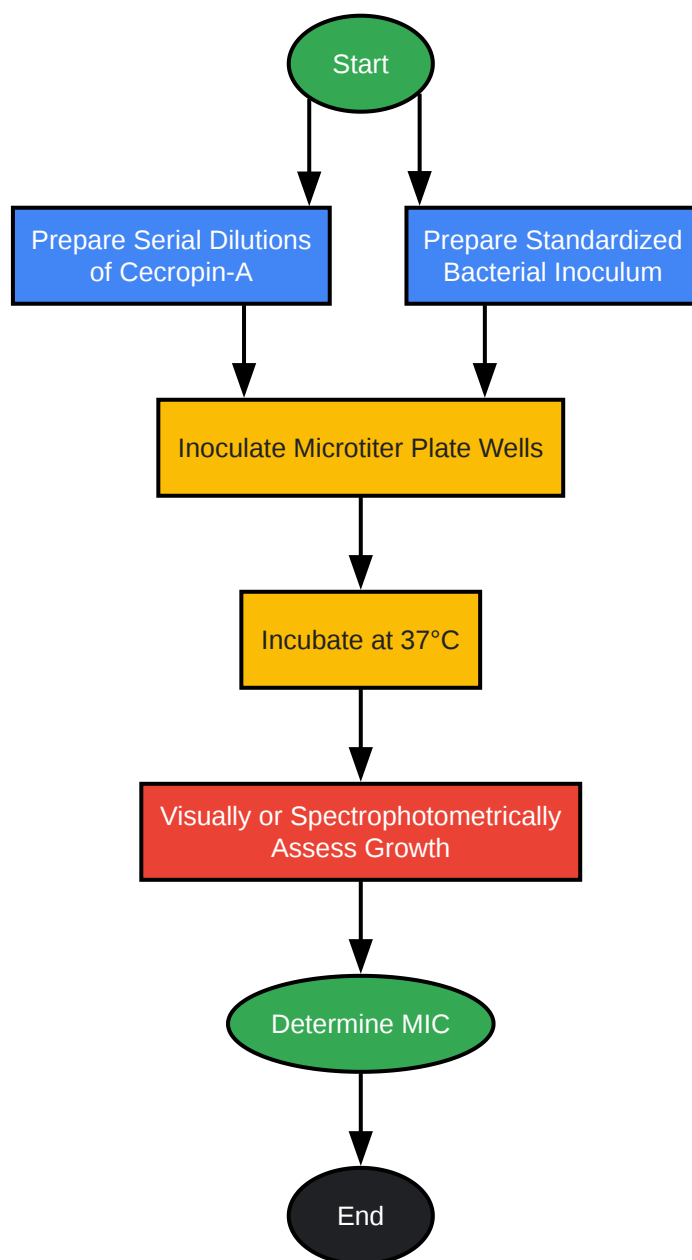 Start
Prepare Serial Dilutions
of Cecropin-A
Prepare Standardized
Bacterial Inoculum
Inoculate Microtiter Plate Wells
Incubate at 37°C
Visually or Spectrophotometrically
Assess Growth
Determine MIC
End